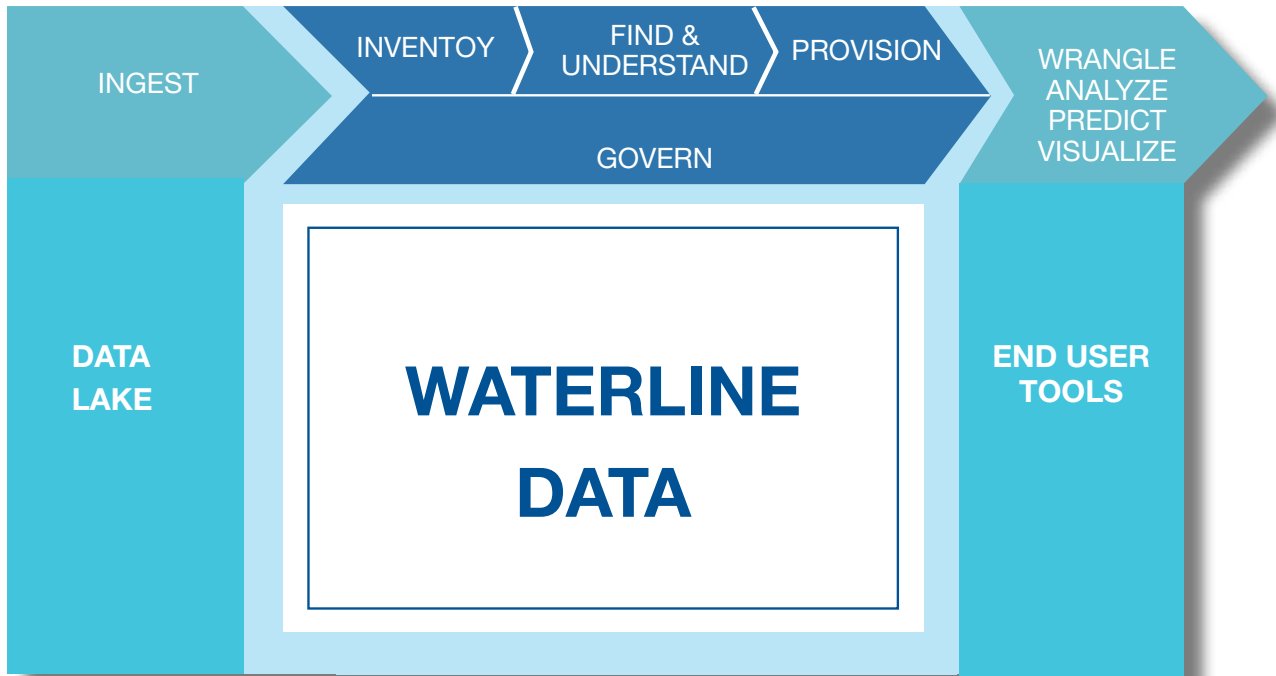 INGEST
INVENTOY
FIND &
UNDERSTAND
PROVISION
GOVERN
WRANGLE
ANALYZE
PREDICT
VISUALIZE
DATA
LAKE
WATERLINE
DATA
END USER
TOOLS